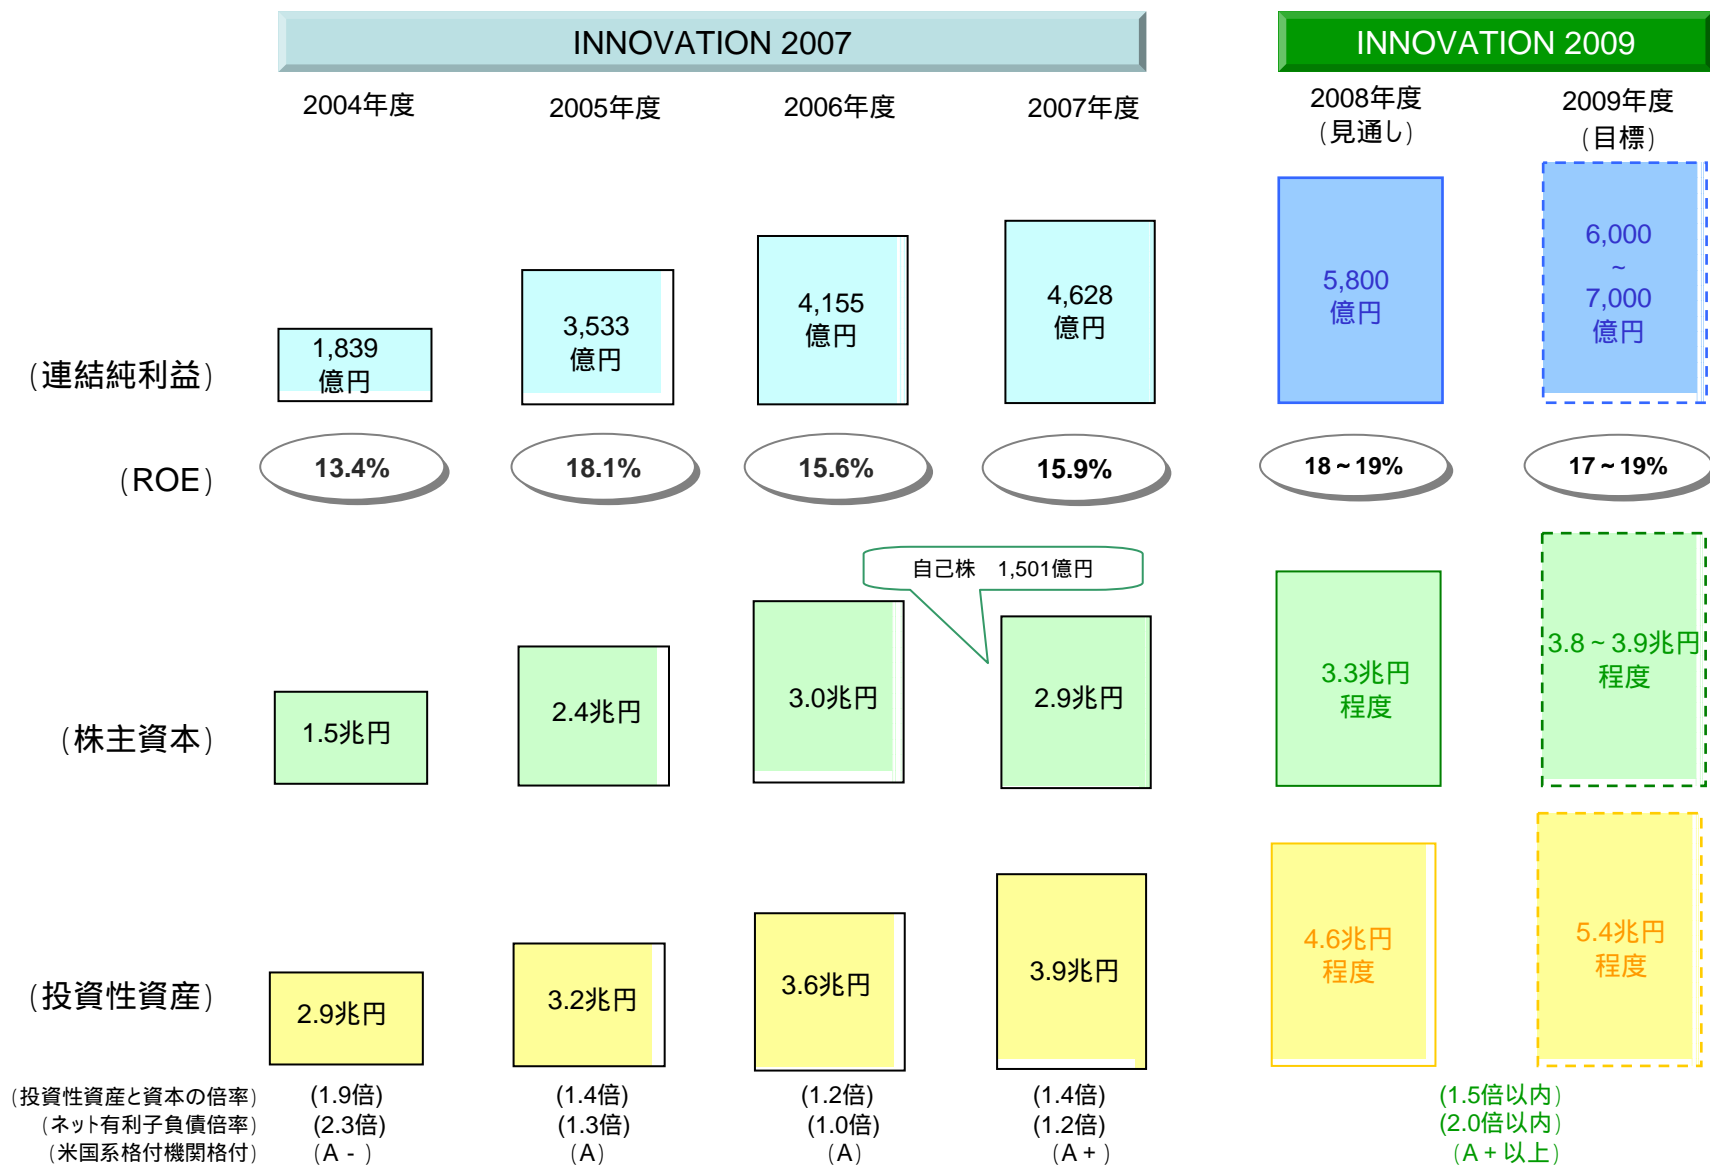 INNOVATION 2007
INNOVATION 2009
2004年度
2005年度
2006年度
2007年度
2008年度
(見通し)
2009年度
(目標)
(連結純利益)
1,839
億円
3,533
億円
4,155
億円
4,628
億円
5,800
億円
6,000
~
7,000
億円
(ROE)
13.4%
18.1%
15.6%
15.9%
18~19%
17~19%
自己株 1,501億円
(株主資本)
1.5兆円
2.4兆円
3.0兆円
2.9兆円
3.3兆円
程度
3.8~3.9兆円
程度
(投資性資産)
2.9兆円
3.2兆円
3.6兆円
3.9兆円
4.6兆円
程度
5.4兆円
程度
(投資性資産と資本の倍率) (1.9倍) (1.4倍) (1.2倍) (1.4倍) (1.5倍以内)
(ネット有利子負債倍率) (2.3倍) (1.3倍) (1.0倍) (1.2倍) (2.0倍以内)
(米国系格付機関格付) (A-) (A) (A) (A+) (A+以上)